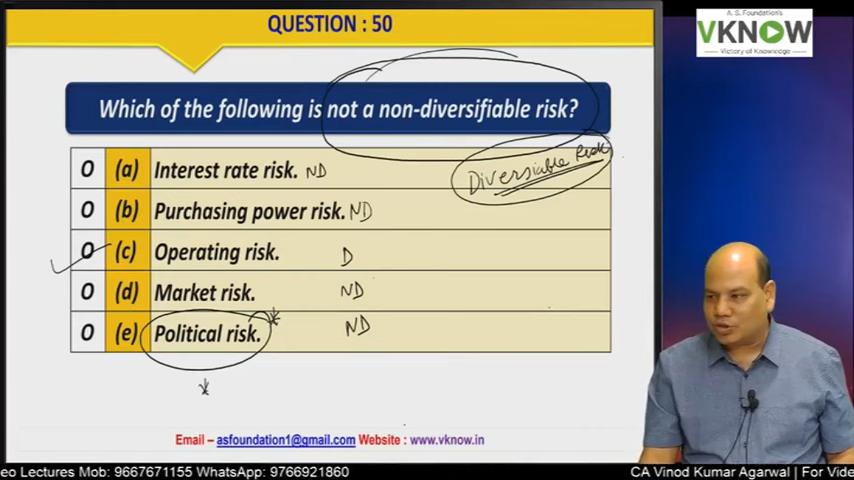 QUESTION : 50
A. S. Foundation's
VKNOW
Victory of Knowledge
Which of the following is not a non-diversifiable risk?
Diversiable Risk
O (a) Interest rate risk. ND
O (b) Purchasing power risk. ND
O (c) Operating risk. D
O (d) Market risk. ND
O (e) Political risk. ND
Email – asfoundation1@gmail.com Website : www.vknow.in
eo Lectures Mob: 9667671155 WhatsApp: 9766921860
CA Vinod Kumar Agarwal | For Vide